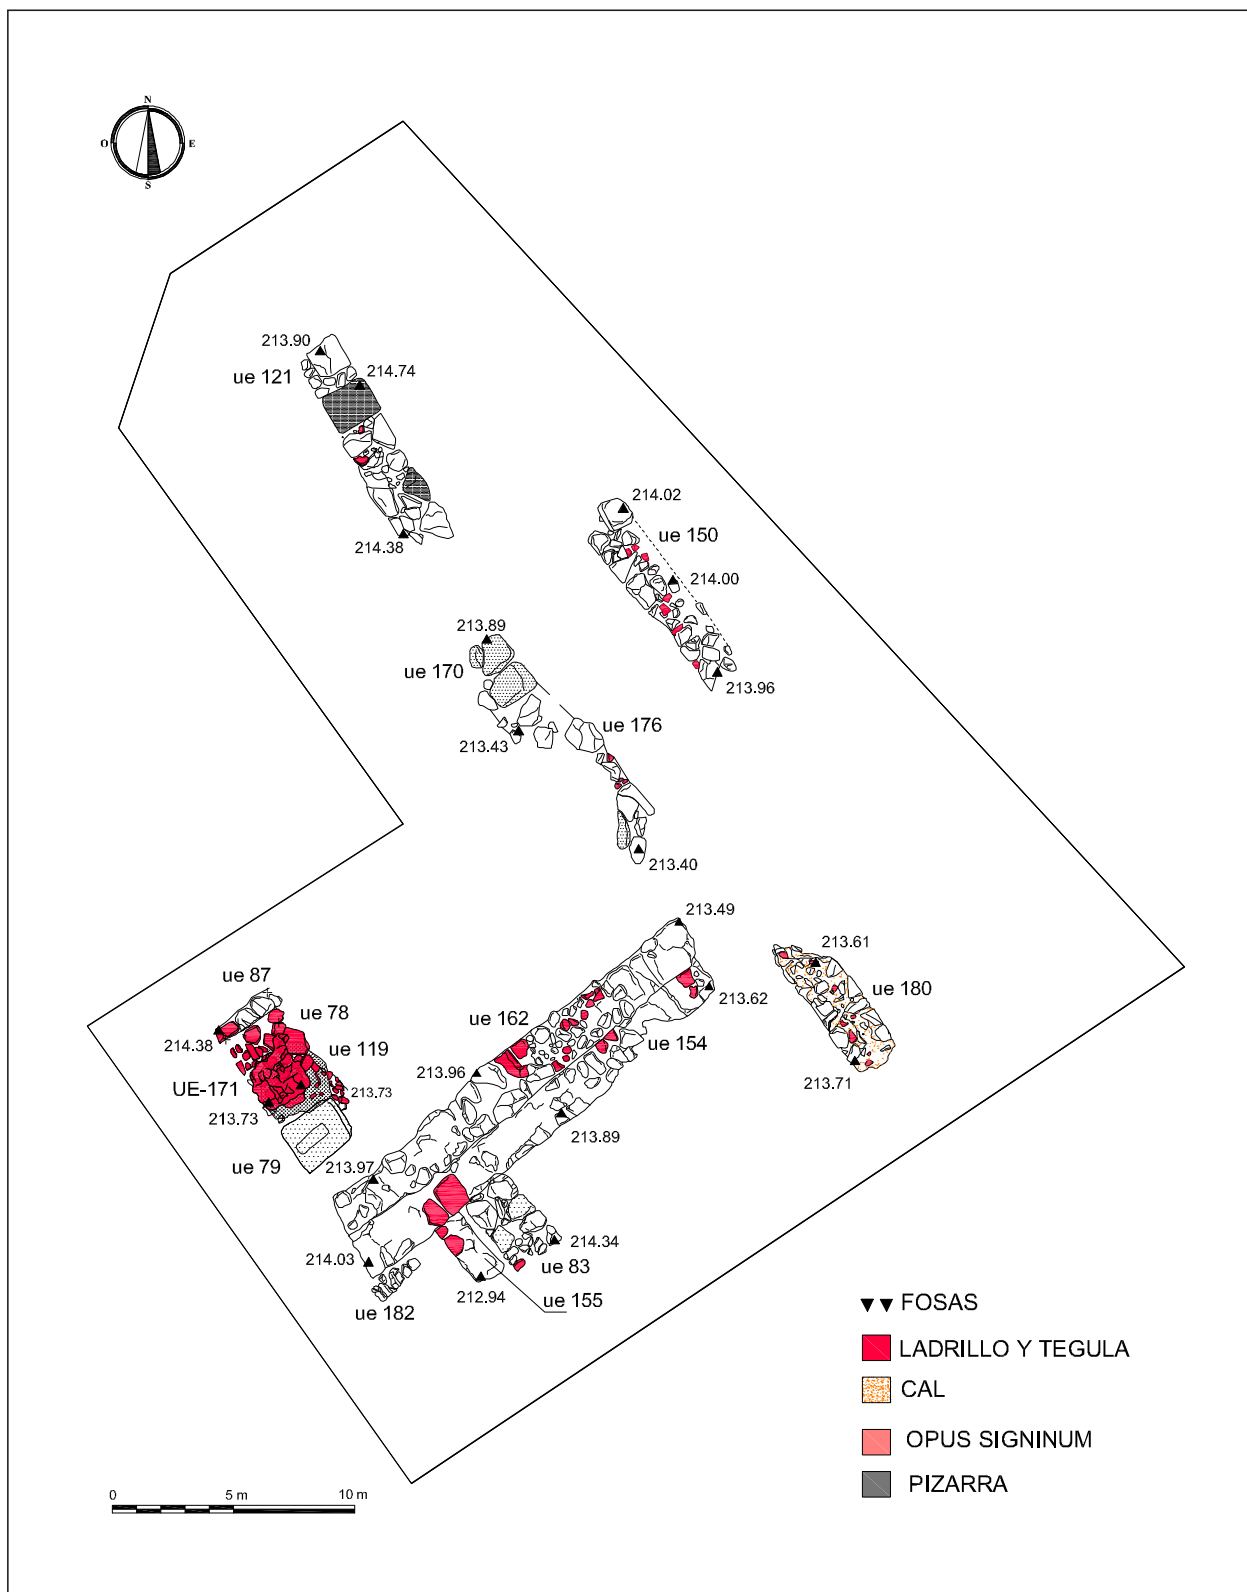 N
O
E
S
213.90
ue 121
214.74
214.38
214.02
ue 150
214.00
213.96
213.89
ue 170
213.43
ue 176
213.40
213.49
213.61
ue 180
213.62
213.71
ue 87
ue 78
214.38
ue 119
UE-171
213.73
213.73
ue 79
ue 162
ue 154
213.96
213.89
213.97
214.03
ue 182
214.34
ue 83
212.94
ue 155
FOSAS
LADRILLO Y TEGULA
CAL
OPUS SIGNINUM
PIZARRA
0 5 m 10 m